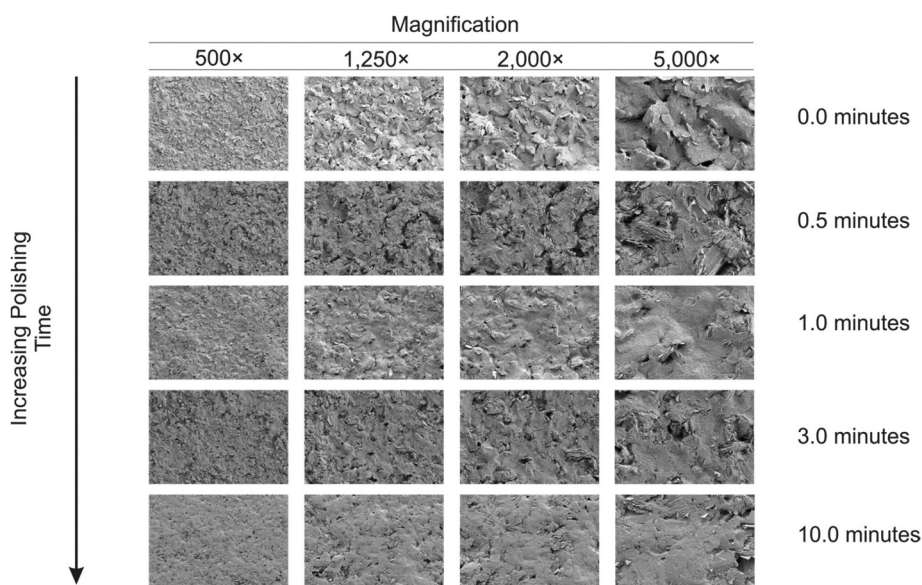 Magnification
500× 1,250× 2,000× 5,000×
Increasing Polishing
Time
0.0 minutes
0.5 minutes
1.0 minutes
3.0 minutes
10.0 minutes